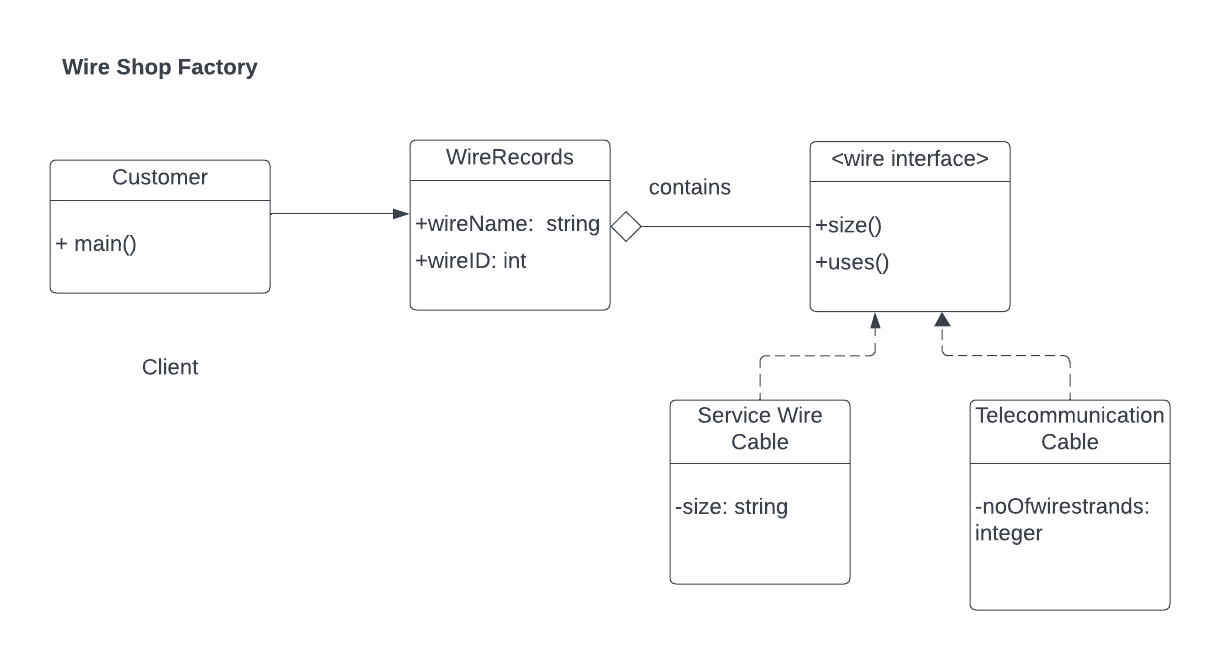 Wire Shop Factory
Customer
+ main()
Client
WireRecords
+wireName:  string
+wireID: int
contains
<wire interface>
+size()
+uses()
Service Wire
Cable
-size: string
Telecommunication
Cable
-noOfwirestrands:
integer